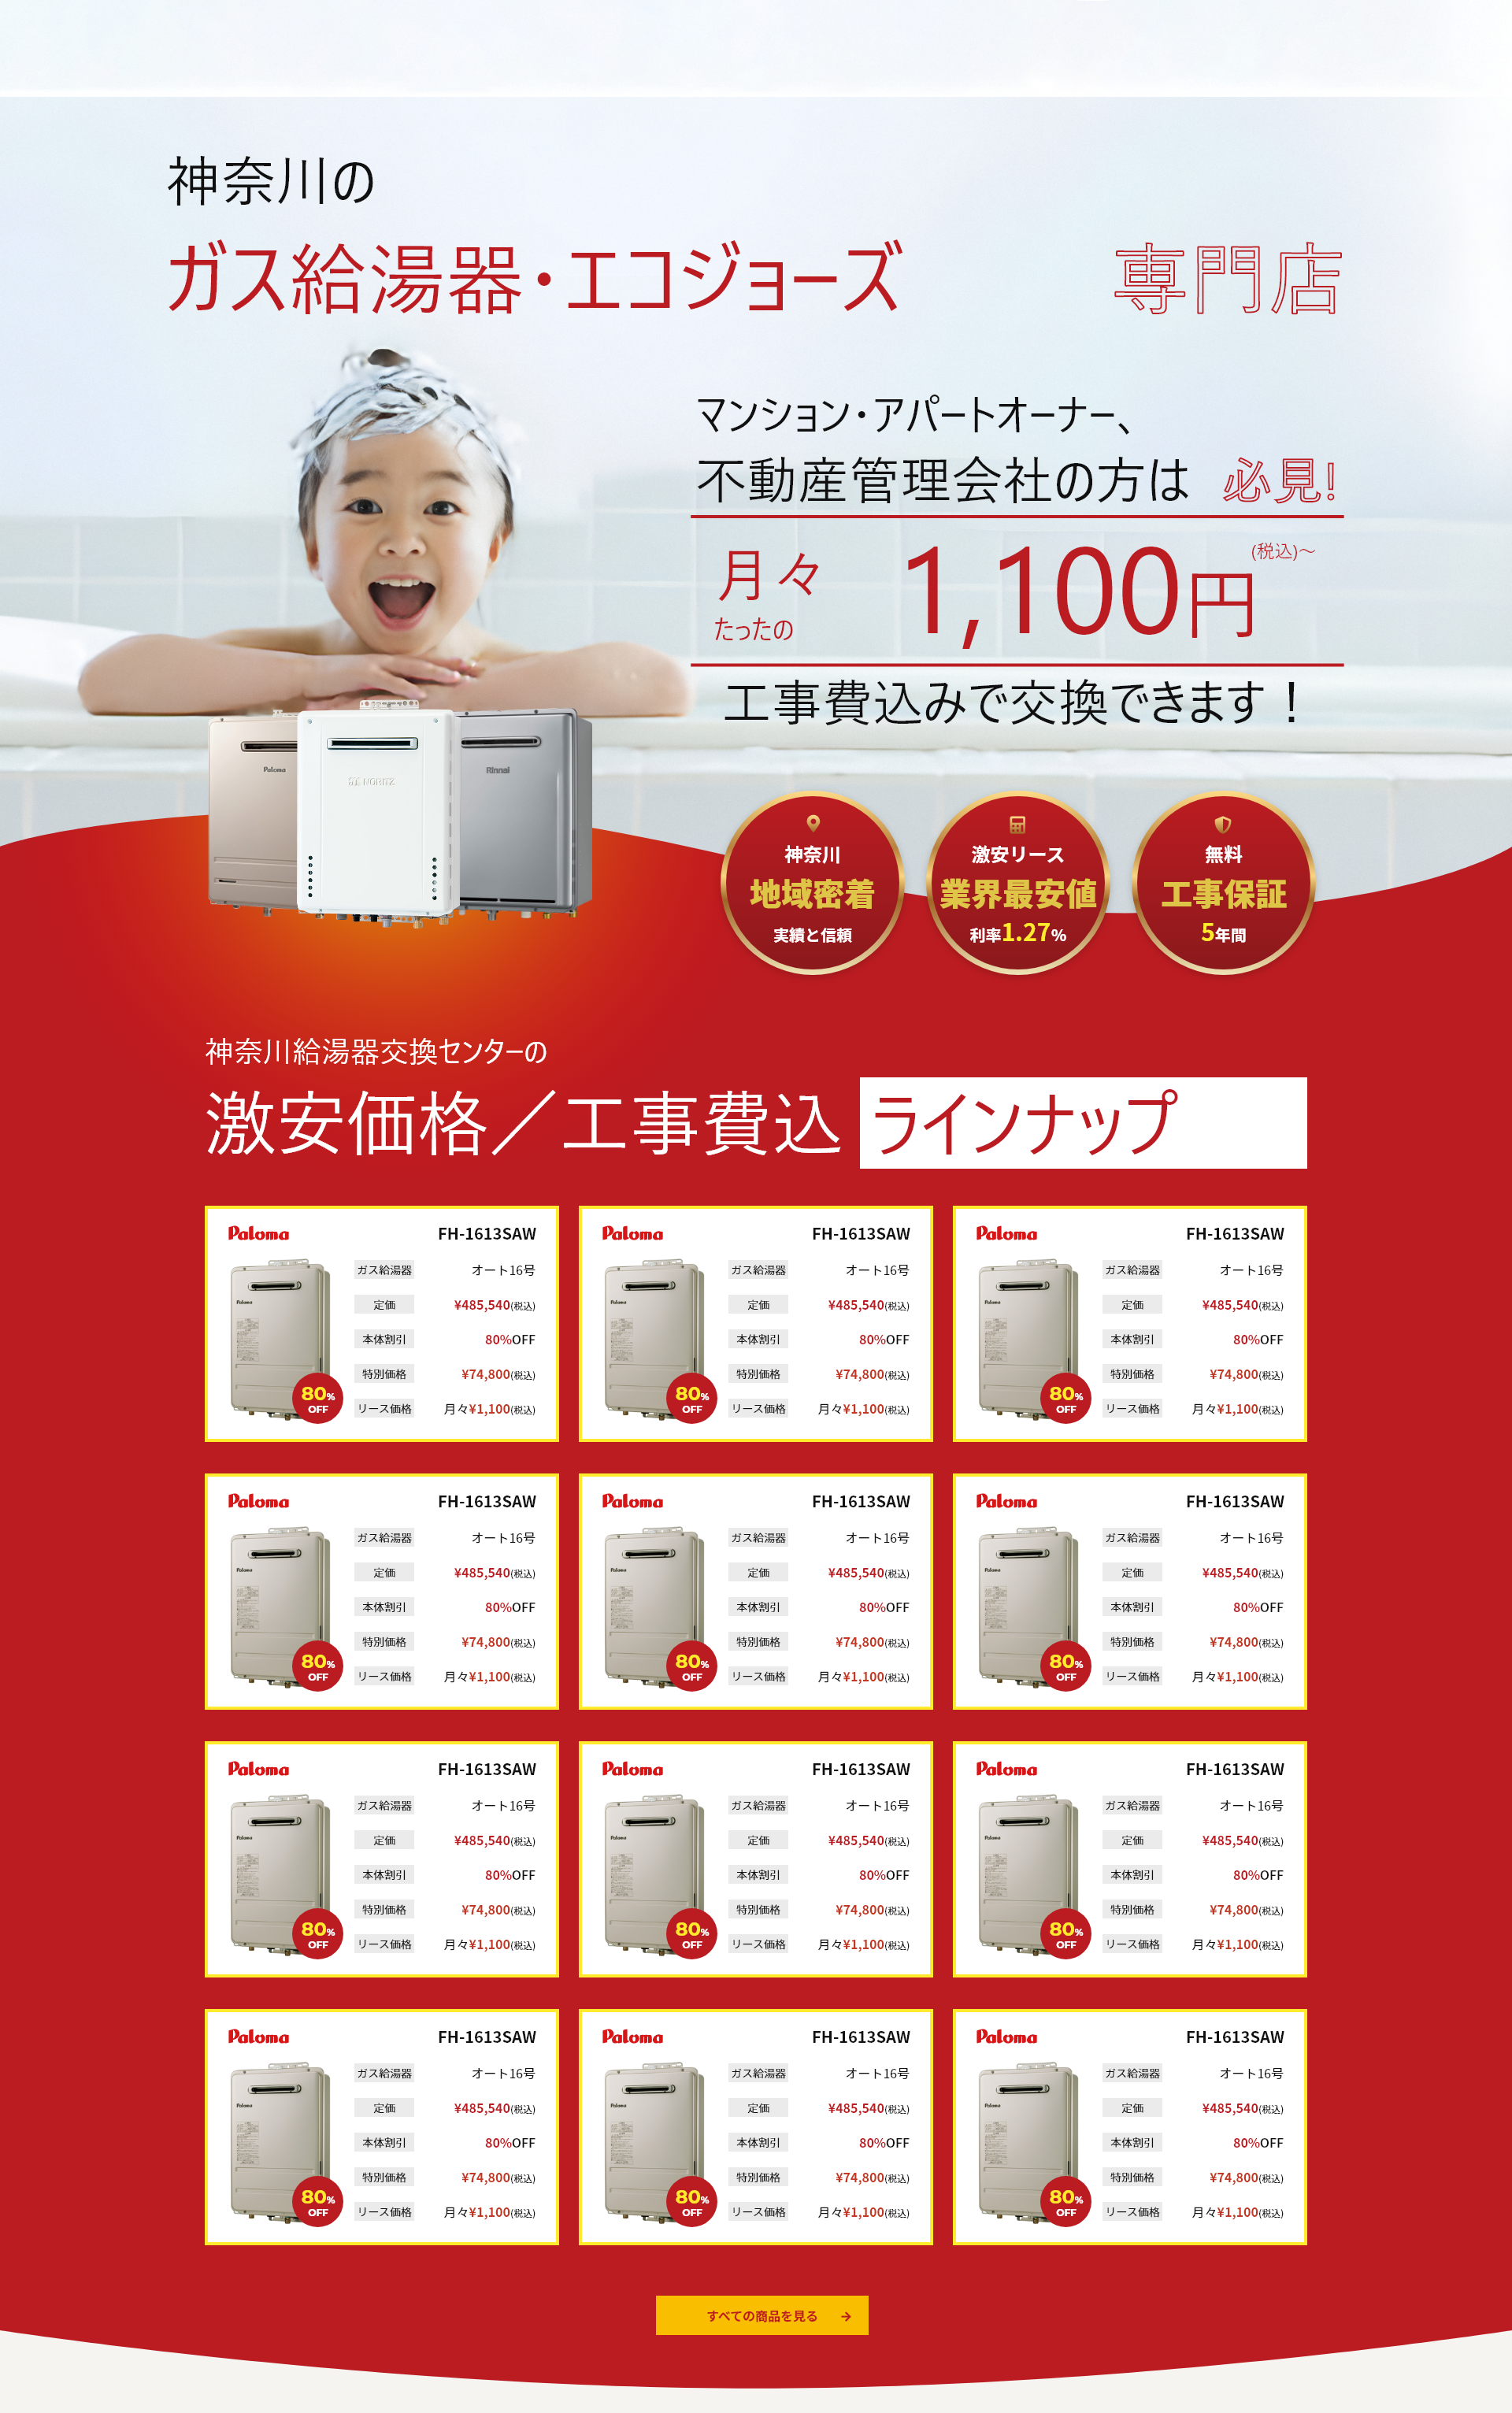 神奈川の
ガス給湯器・エコジョーズ 専門店
マンション・アパートオーナー、
不動産管理会社の方は 必見!
月々
たったの
1,100円(税込)〜
工事費込みで交換できます！
Paloma
NORITZ
Rinnai
神奈川
地域密着
実績と信頼
激安リース
業界最安値
利率1.27%
無料
工事保証
5年間
神奈川給湯器交換センターの
激安価格／工事費込 ラインナップ
Paloma FH-1613SAW
ガス給湯器 オート16号
定価 ¥485,540(税込)
本体割引 80%OFF
特別価格 ¥74,800(税込)
リース価格 月々¥1,100(税込)
Paloma
80%
OFF
Paloma FH-1613SAW
ガス給湯器 オート16号
定価 ¥485,540(税込)
本体割引 80%OFF
特別価格 ¥74,800(税込)
リース価格 月々¥1,100(税込)
Paloma
80%
OFF
Paloma FH-1613SAW
ガス給湯器 オート16号
定価 ¥485,540(税込)
本体割引 80%OFF
特別価格 ¥74,800(税込)
リース価格 月々¥1,100(税込)
Paloma
80%
OFF
Paloma FH-1613SAW
ガス給湯器 オート16号
定価 ¥485,540(税込)
本体割引 80%OFF
特別価格 ¥74,800(税込)
リース価格 月々¥1,100(税込)
Paloma
80%
OFF
Paloma FH-1613SAW
ガス給湯器 オート16号
定価 ¥485,540(税込)
本体割引 80%OFF
特別価格 ¥74,800(税込)
リース価格 月々¥1,100(税込)
Paloma
80%
OFF
Paloma FH-1613SAW
ガス給湯器 オート16号
定価 ¥485,540(税込)
本体割引 80%OFF
特別価格 ¥74,800(税込)
リース価格 月々¥1,100(税込)
Paloma
80%
OFF
Paloma FH-1613SAW
ガス給湯器 オート16号
定価 ¥485,540(税込)
本体割引 80%OFF
特別価格 ¥74,800(税込)
リース価格 月々¥1,100(税込)
Paloma
80%
OFF
Paloma FH-1613SAW
ガス給湯器 オート16号
定価 ¥485,540(税込)
本体割引 80%OFF
特別価格 ¥74,800(税込)
リース価格 月々¥1,100(税込)
Paloma
80%
OFF
Paloma FH-1613SAW
ガス給湯器 オート16号
定価 ¥485,540(税込)
本体割引 80%OFF
特別価格 ¥74,800(税込)
リース価格 月々¥1,100(税込)
Paloma
80%
OFF
Paloma FH-1613SAW
ガス給湯器 オート16号
定価 ¥485,540(税込)
本体割引 80%OFF
特別価格 ¥74,800(税込)
リース価格 月々¥1,100(税込)
Paloma
80%
OFF
Paloma FH-1613SAW
ガス給湯器 オート16号
定価 ¥485,540(税込)
本体割引 80%OFF
特別価格 ¥74,800(税込)
リース価格 月々¥1,100(税込)
Paloma
80%
OFF
Paloma FH-1613SAW
ガス給湯器 オート16号
定価 ¥485,540(税込)
本体割引 80%OFF
特別価格 ¥74,800(税込)
リース価格 月々¥1,100(税込)
Paloma
80%
OFF
すべての商品を見る →